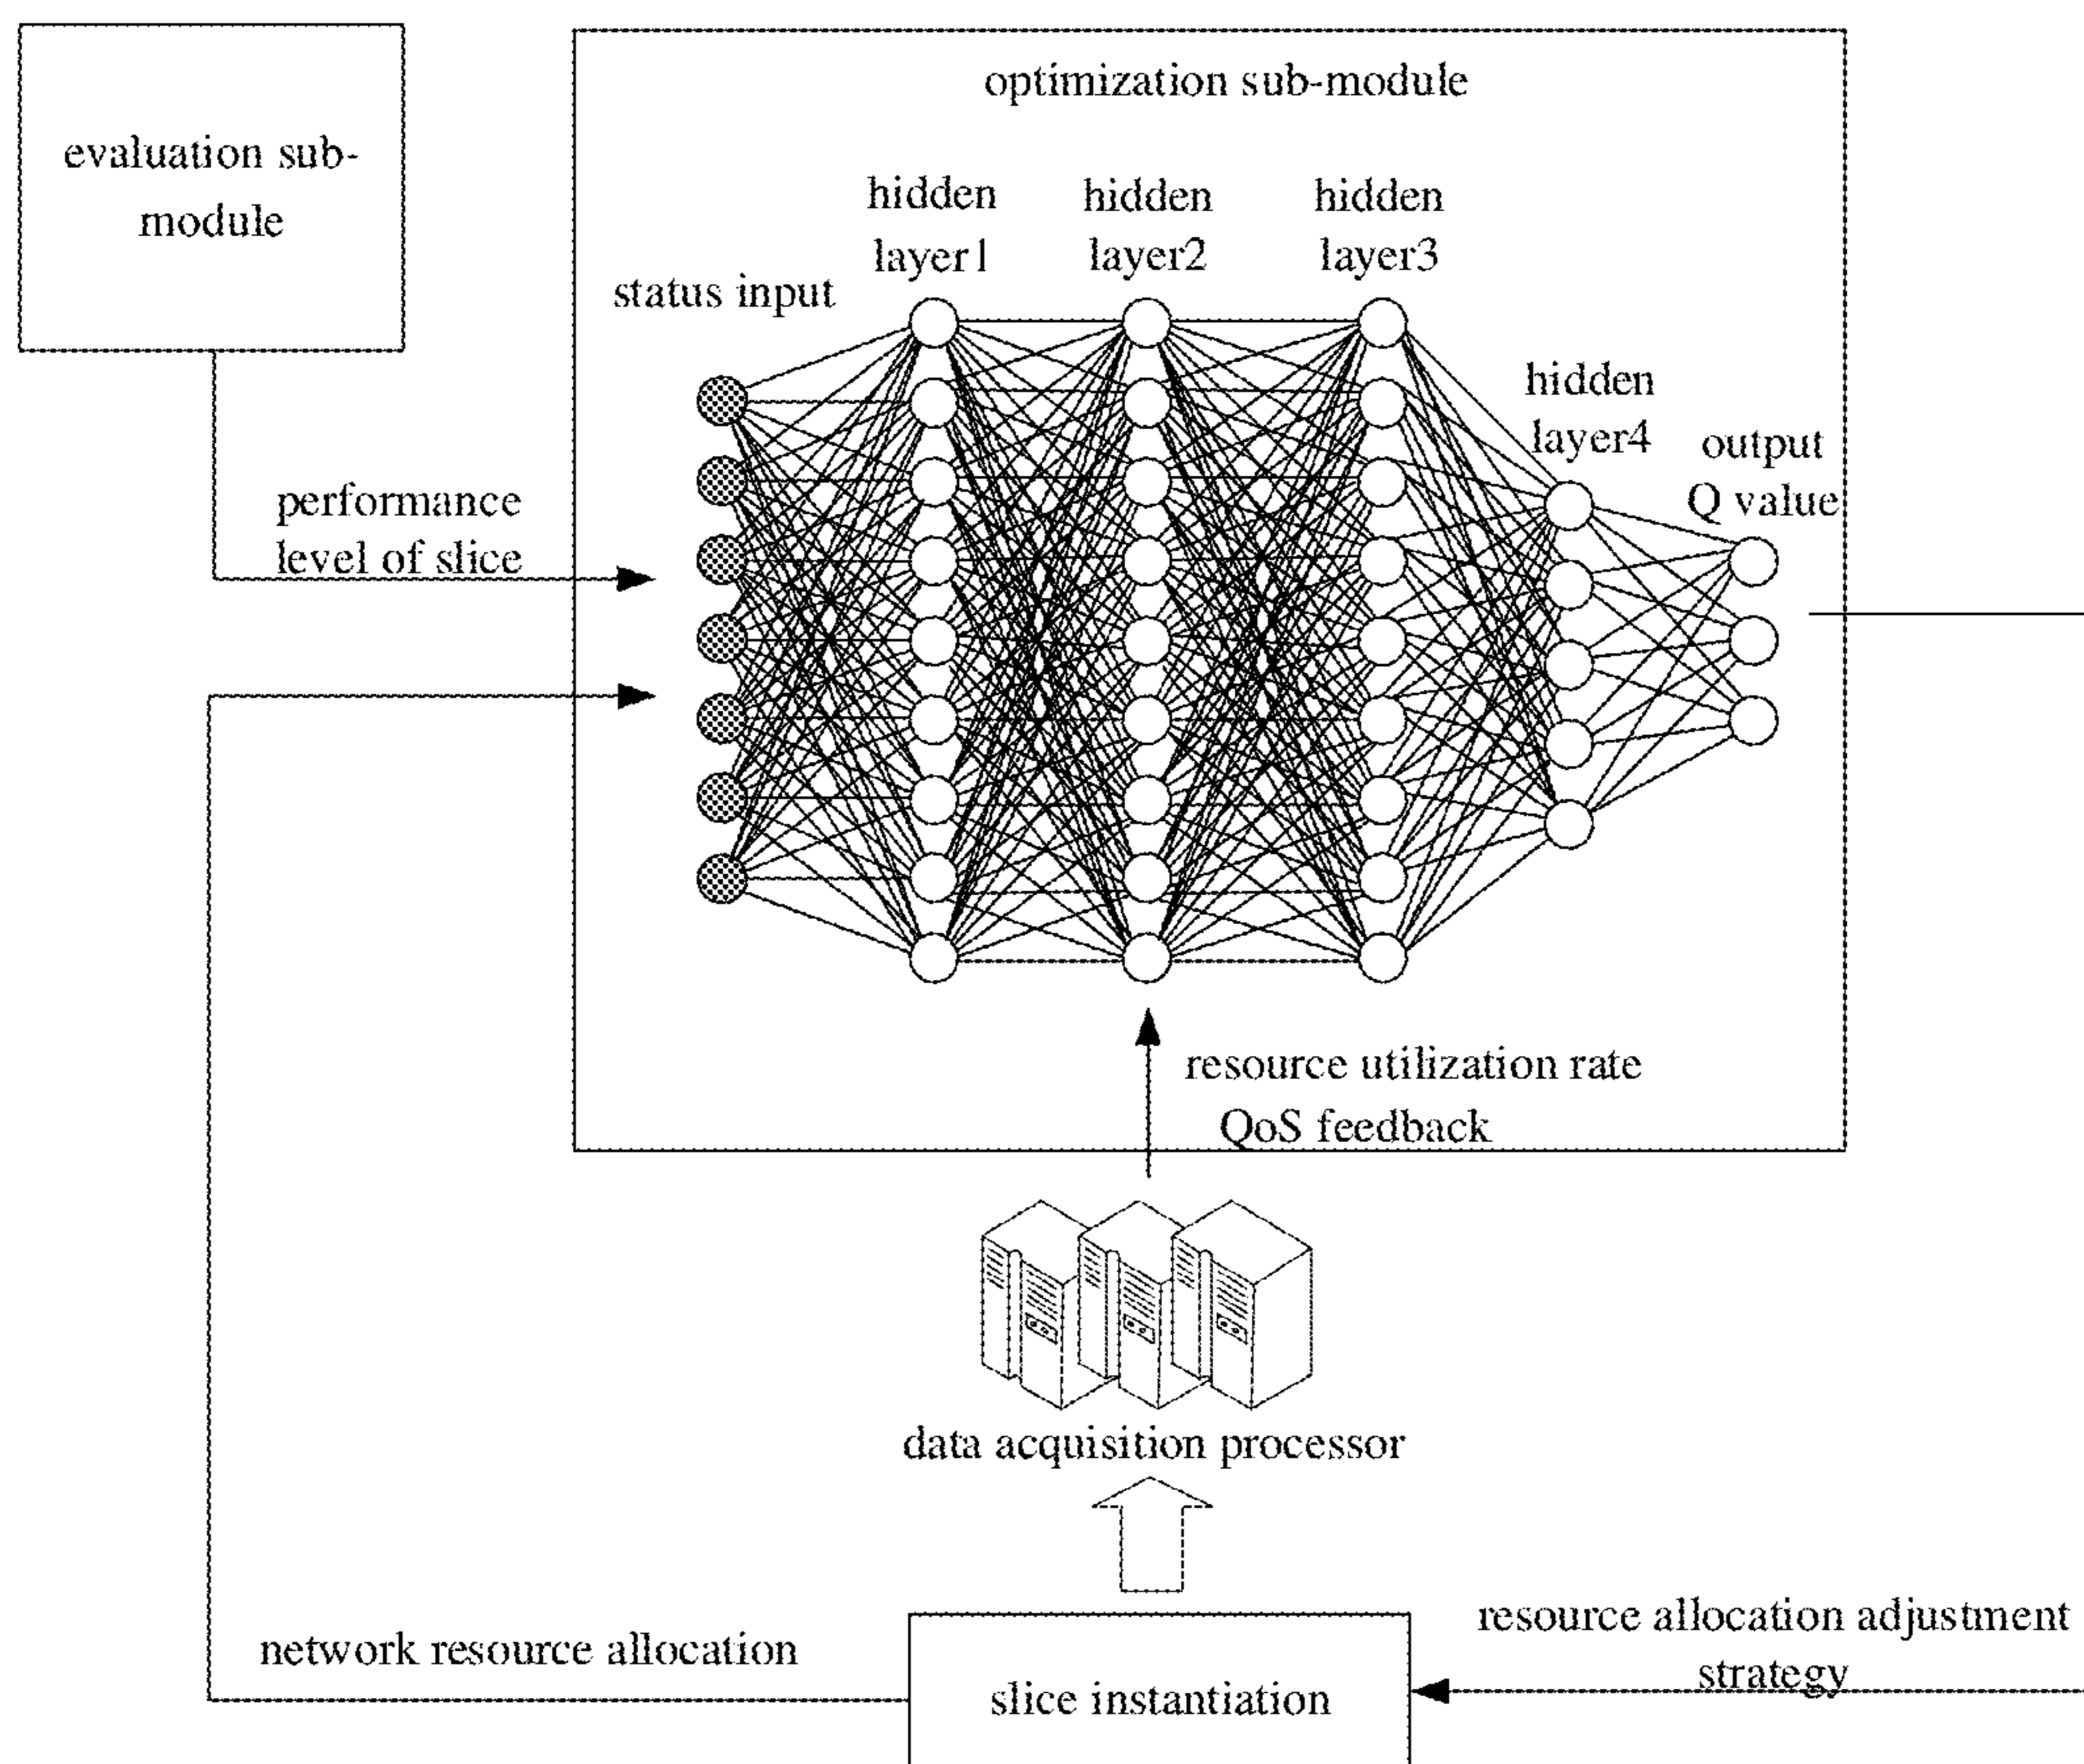 optimization sub-module
evaluation sub-
module
hidden
layer1
hidden
layer2
hidden
layer3
status input
hidden
layer4
output
Q value
performance
level of slice
resource utilization rate
QoS feedback
data acquisition processor
network resource allocation
slice instantiation
resource allocation adjustment
strategy